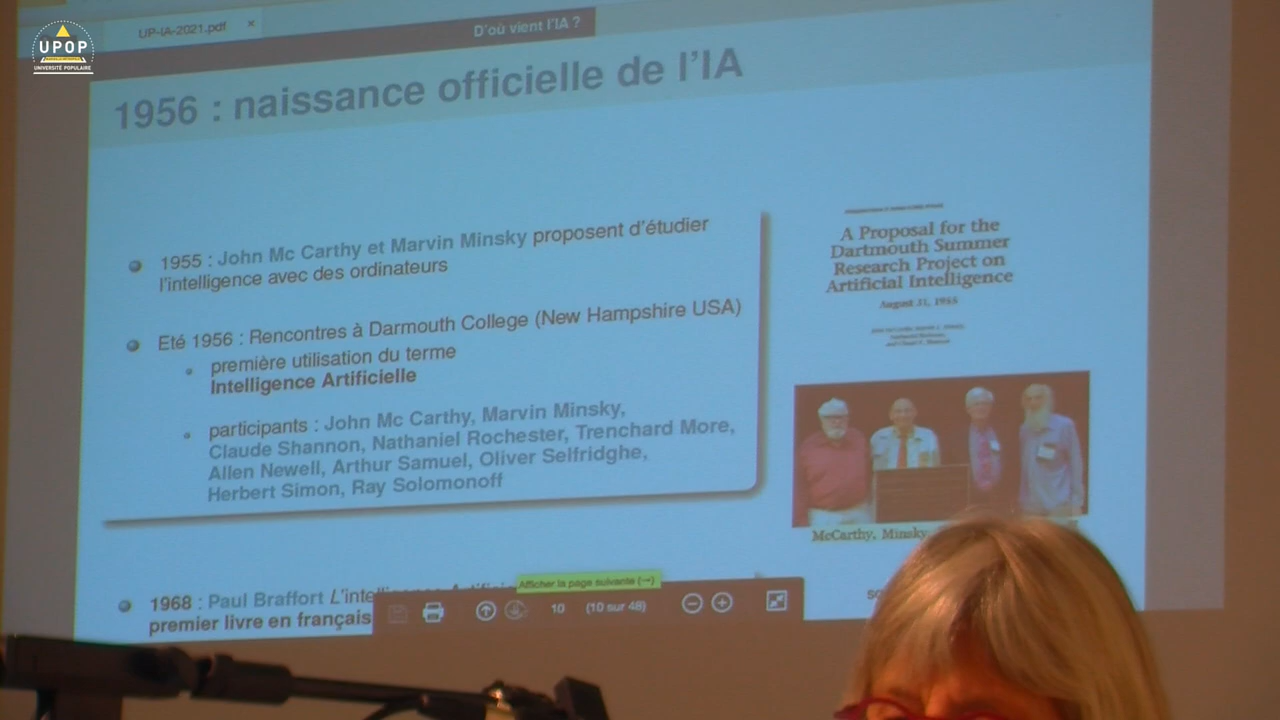 UPOP
UNIVERSITÉ POPULAIRE
UP-IA-2021.pdf ×
D'où vient l'IA ?
1956 : naissance officielle de l'IA
1955 : John Mc Carthy et Marvin Minsky proposent d'étudier
l'intelligence avec des ordinateurs
Eté 1956 : Rencontres à Darmouth College (New Hampshire USA)
première utilisation du terme
Intelligence Artificielle
participants : John Mc Carthy, Marvin Minsky,
Claude Shannon, Nathaniel Rochester, Trenchard More,
Allen Newell, Arthur Samuel, Oliver Selfridghe,
Herbert Simon, Ray Solomonoff
A Proposal for the
Dartmouth Summer
Research Project on
Artificial Intelligence
August 31, 1955
McCarthy, Minsky
1968 : Paul Braffort L'intelligence Artificielle
premier livre en français
Afficher la page suivante (→)
10 (10 sur 48)